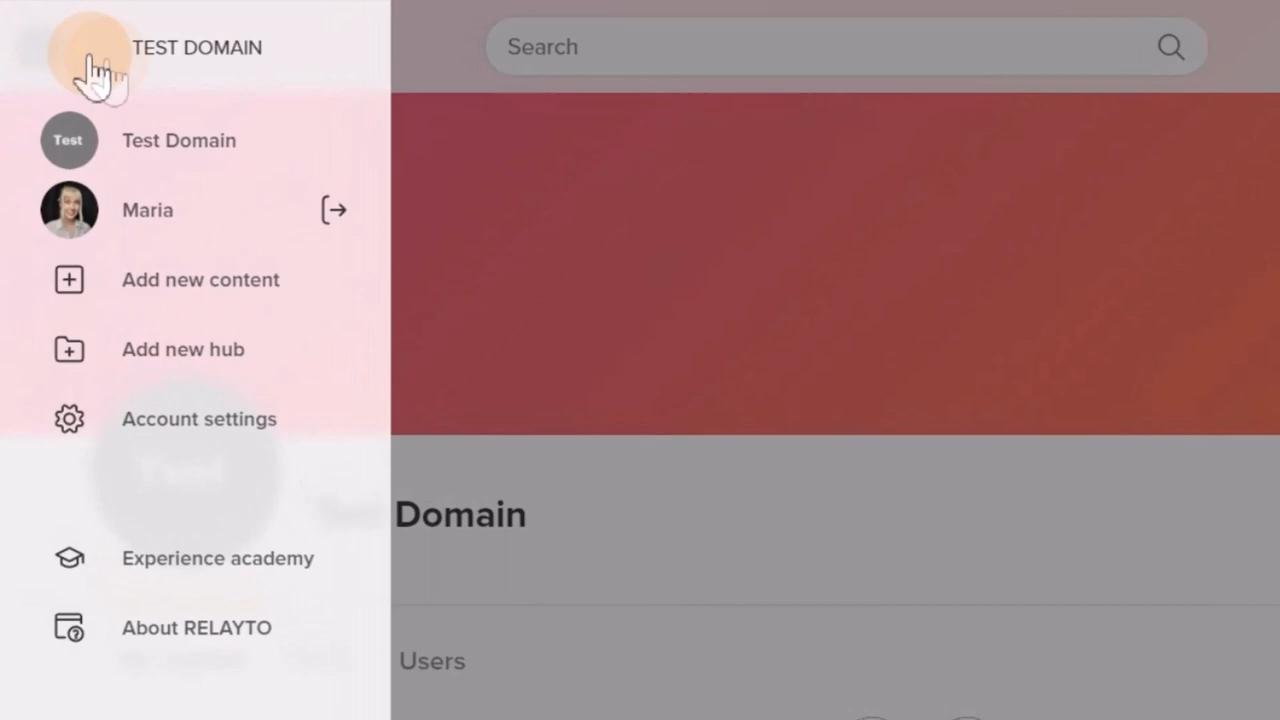 TEST DOMAIN
Search
Test
Test Domain
Maria
Add new content
Add new hub
Account settings
Domain
Experience academy
About RELAYTO
Users